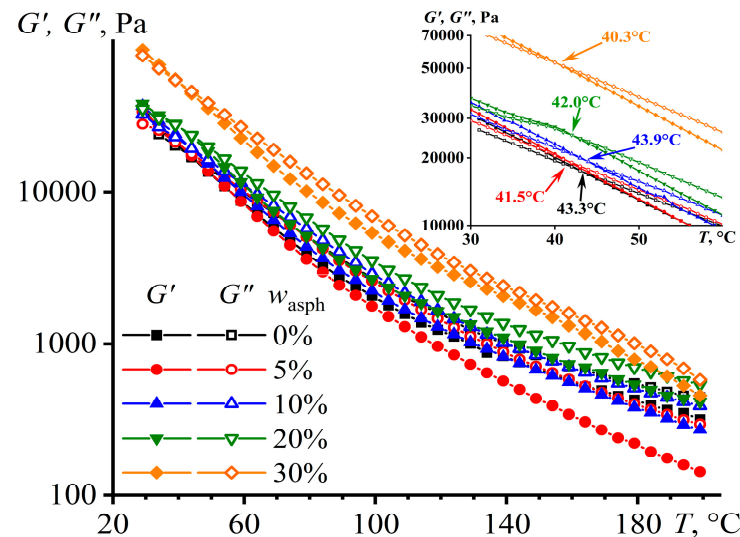 G′, G″, Pa
10000
1000
100
20
60
100
140
180
T, °C
G′ G″ wasph
0%
5%
10%
20%
30%
G′, G″, Pa
70000
50000
30000
20000
10000
30
40
50
T, °C
40.3°C
42.0°C
43.9°C
41.5°C
43.3°C